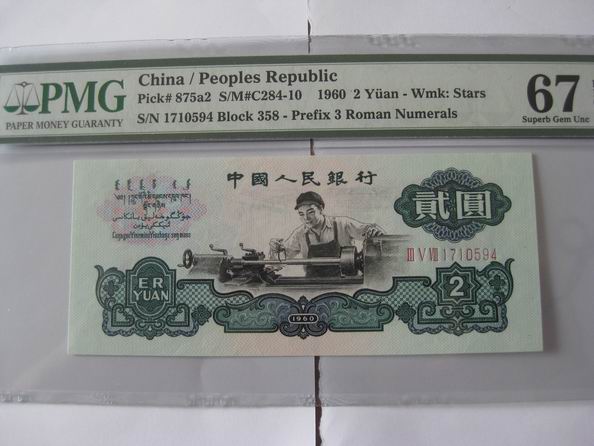 PMG
PAPER MONEY GUARANTY
China / Peoples Republic
Pick# 875a2 S/M#C284-10 1960 2 Yüan - Wmk: Stars
S/N 1710594 Block 358 - Prefix 3 Roman Numerals
67
Superb Gem Unc
中國人民銀行
貳圓
III V VIII 1710594
ER
YUAN
1960
2